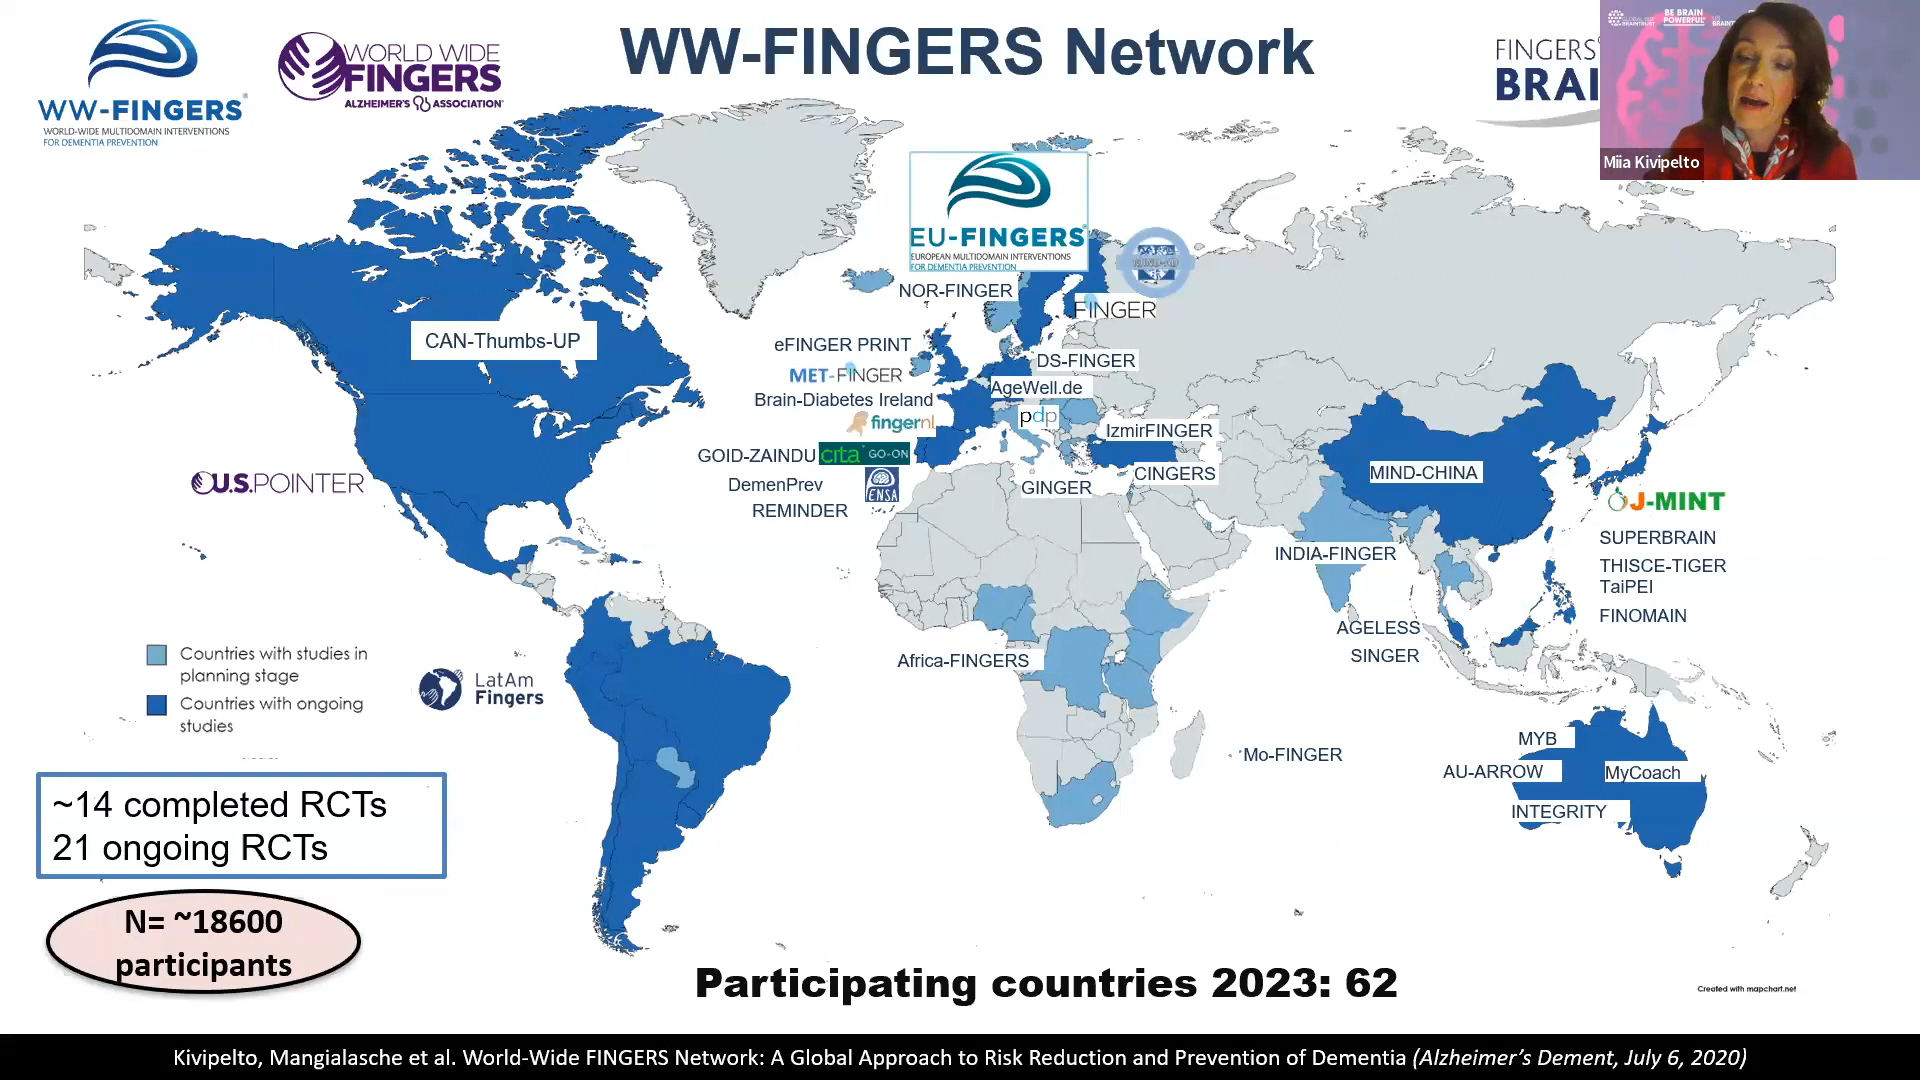 WW-FINGERS
WORLD-WIDE MULTIDOMAIN INTERVENTIONS
FOR DEMENTIA PREVENTION
WORLD WIDE
FINGERS
ALZHEIMER'S ASSOCIATION
WW-FINGERS Network
FINGERS
BRAI
BE BRAIN
POWERFUL
Miia Kivipelto
EU-FINGERS
EUROPEAN MULTIDOMAIN INTERVENTIONS
FOR DEMENTIA PREVENTION
NOR-FINGER
FINGER
CAN-Thumbs-UP
eFINGER PRINT
DS-FINGER
MET-FINGER
AgeWell.de
Brain-Diabetes Ireland
fingernl
pdp
IzmirFINGER
GOID-ZAINDU
cita GO-ON
CINGERS
MIND-CHINA
U.S.POINTER
DemenPrev
ENSA
GINGER
REMINDER
J-MINT
SUPERBRAIN
INDIA-FINGER
THISCE-TIGER
TaiPEI
FINOMAIN
AGELESS
SINGER
Africa-FINGERS
Countries with studies in
planning stage
Countries with ongoing
studies
LatAm
Fingers
Mo-FINGER
MYB
AU-ARROW
MyCoach
INTEGRITY
~14 completed RCTs
21 ongoing RCTs
N= ~18600
participants
Participating countries 2023: 62
Created with mapchart.net
Kivipelto, Mangialasche et al. World-Wide FINGERS Network: A Global Approach to Risk Reduction and Prevention of Dementia (Alzheimer's Dement, July 6, 2020)